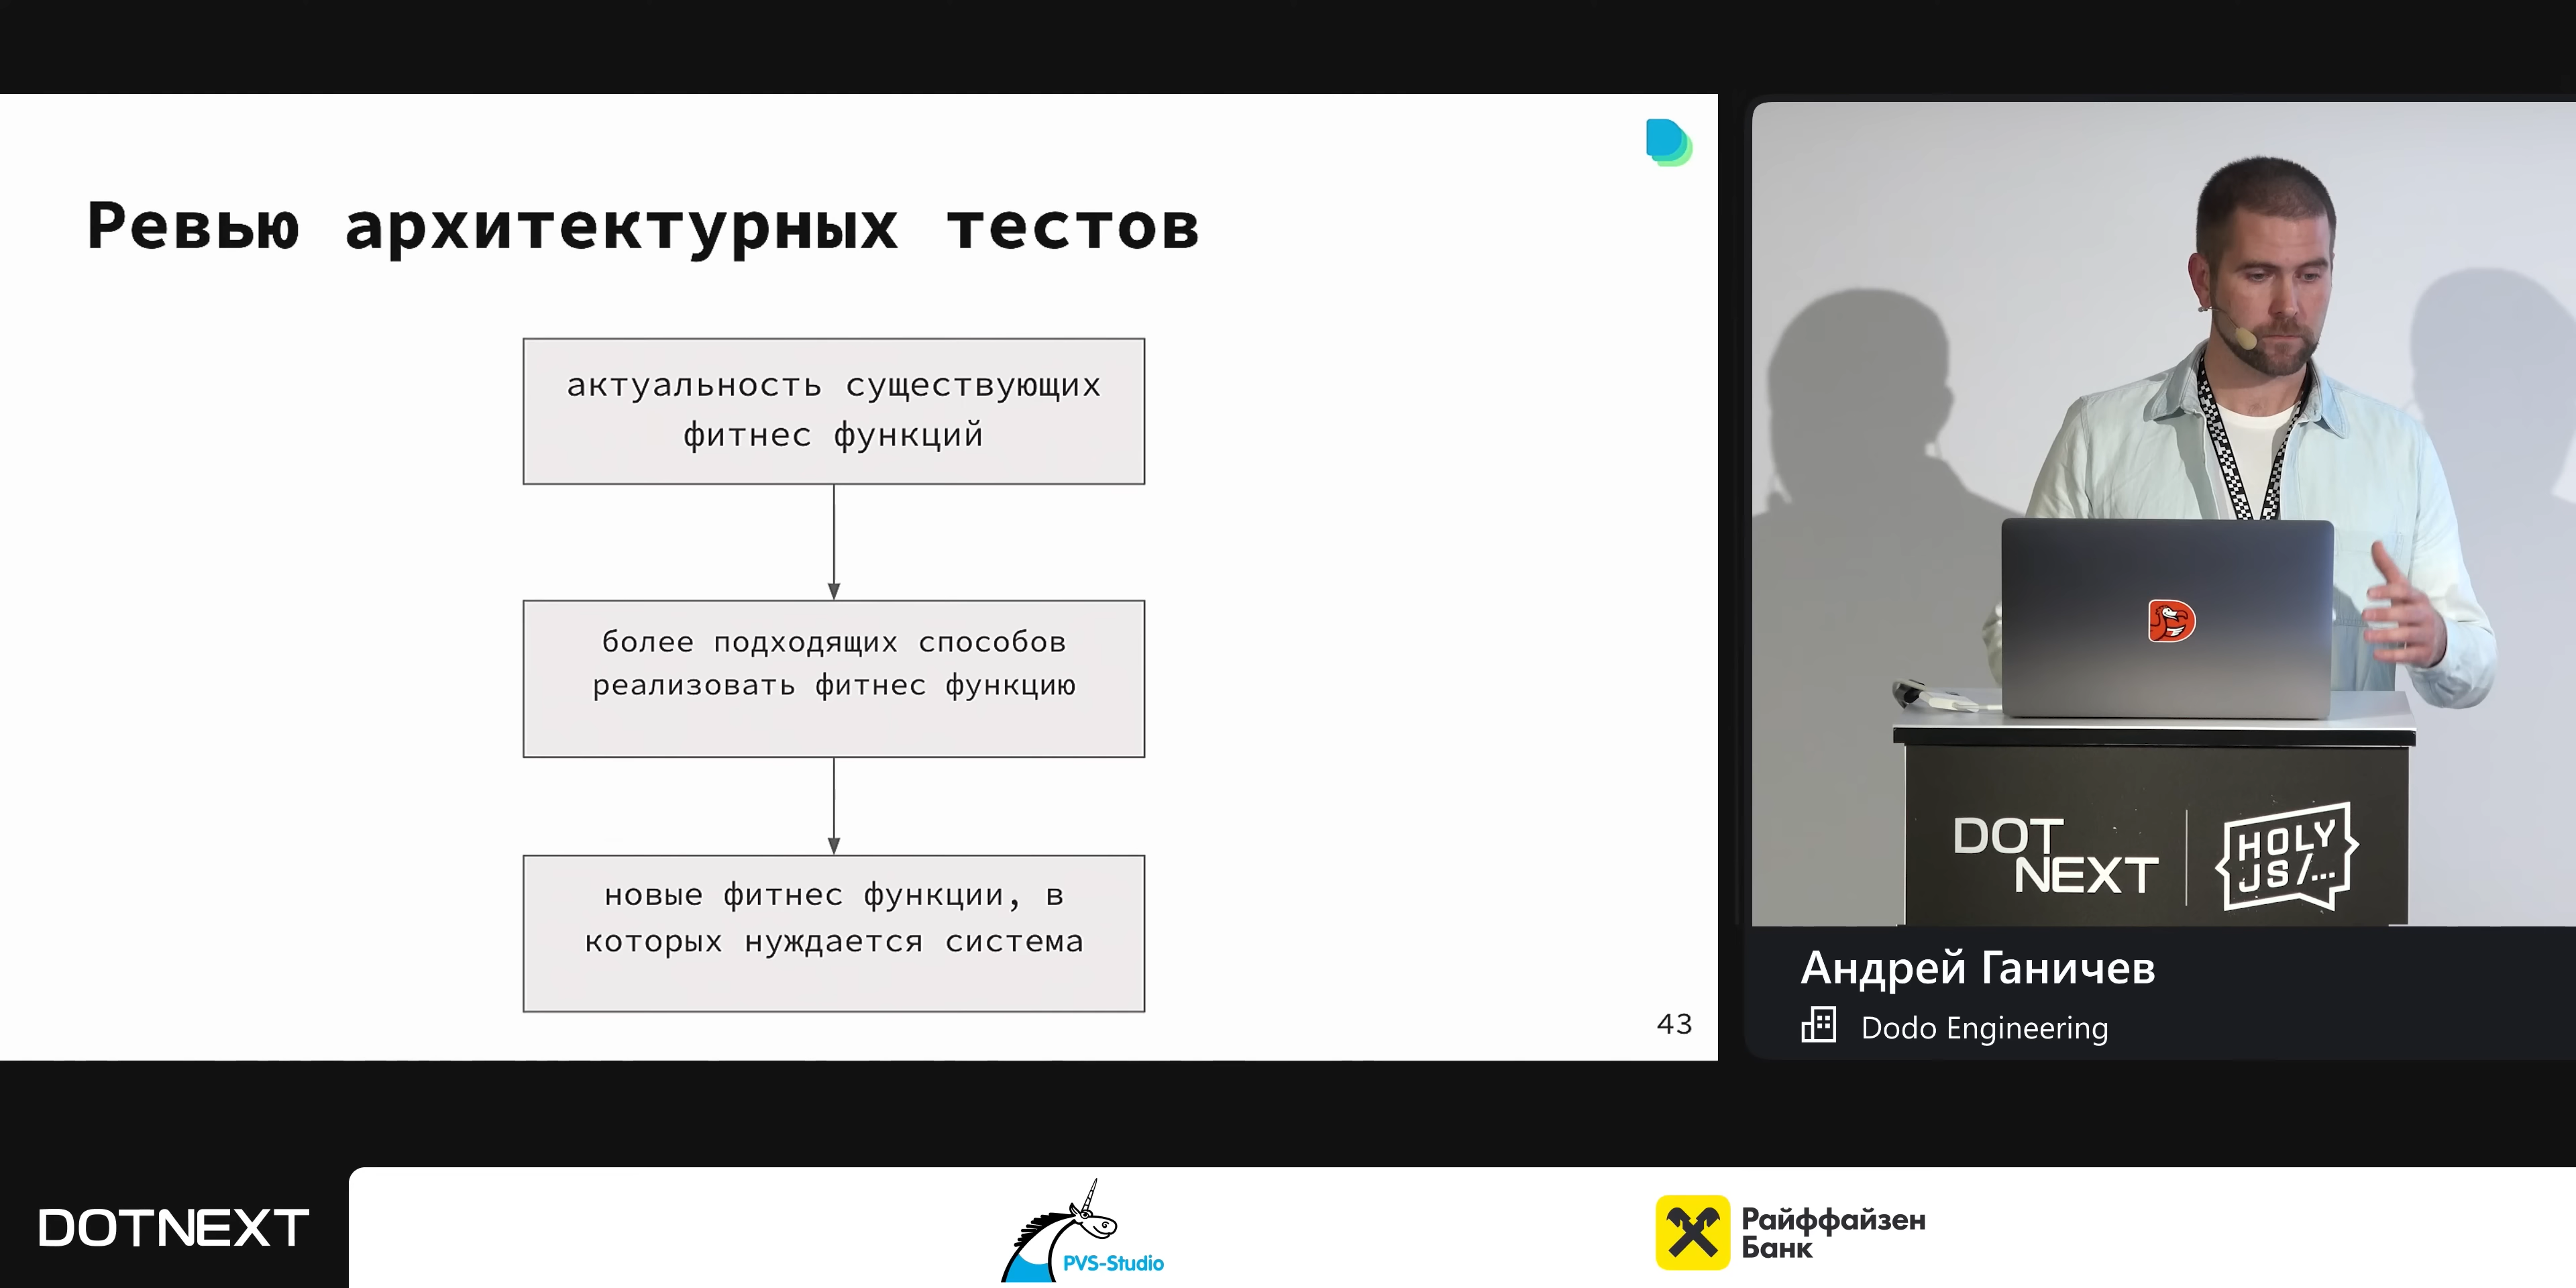 Ревью архитектурных тестов
актуальность существующих
фитнес функций
более подходящих способов
реализовать фитнес функцию
новые фитнес функции, в
которых нуждается система
43
DOT
NEXT
HOLY
JS/...
Андрей Ганичев
Dodo Engineering
DOTNEXT
PVS-Studio
Райффайзен
Банк